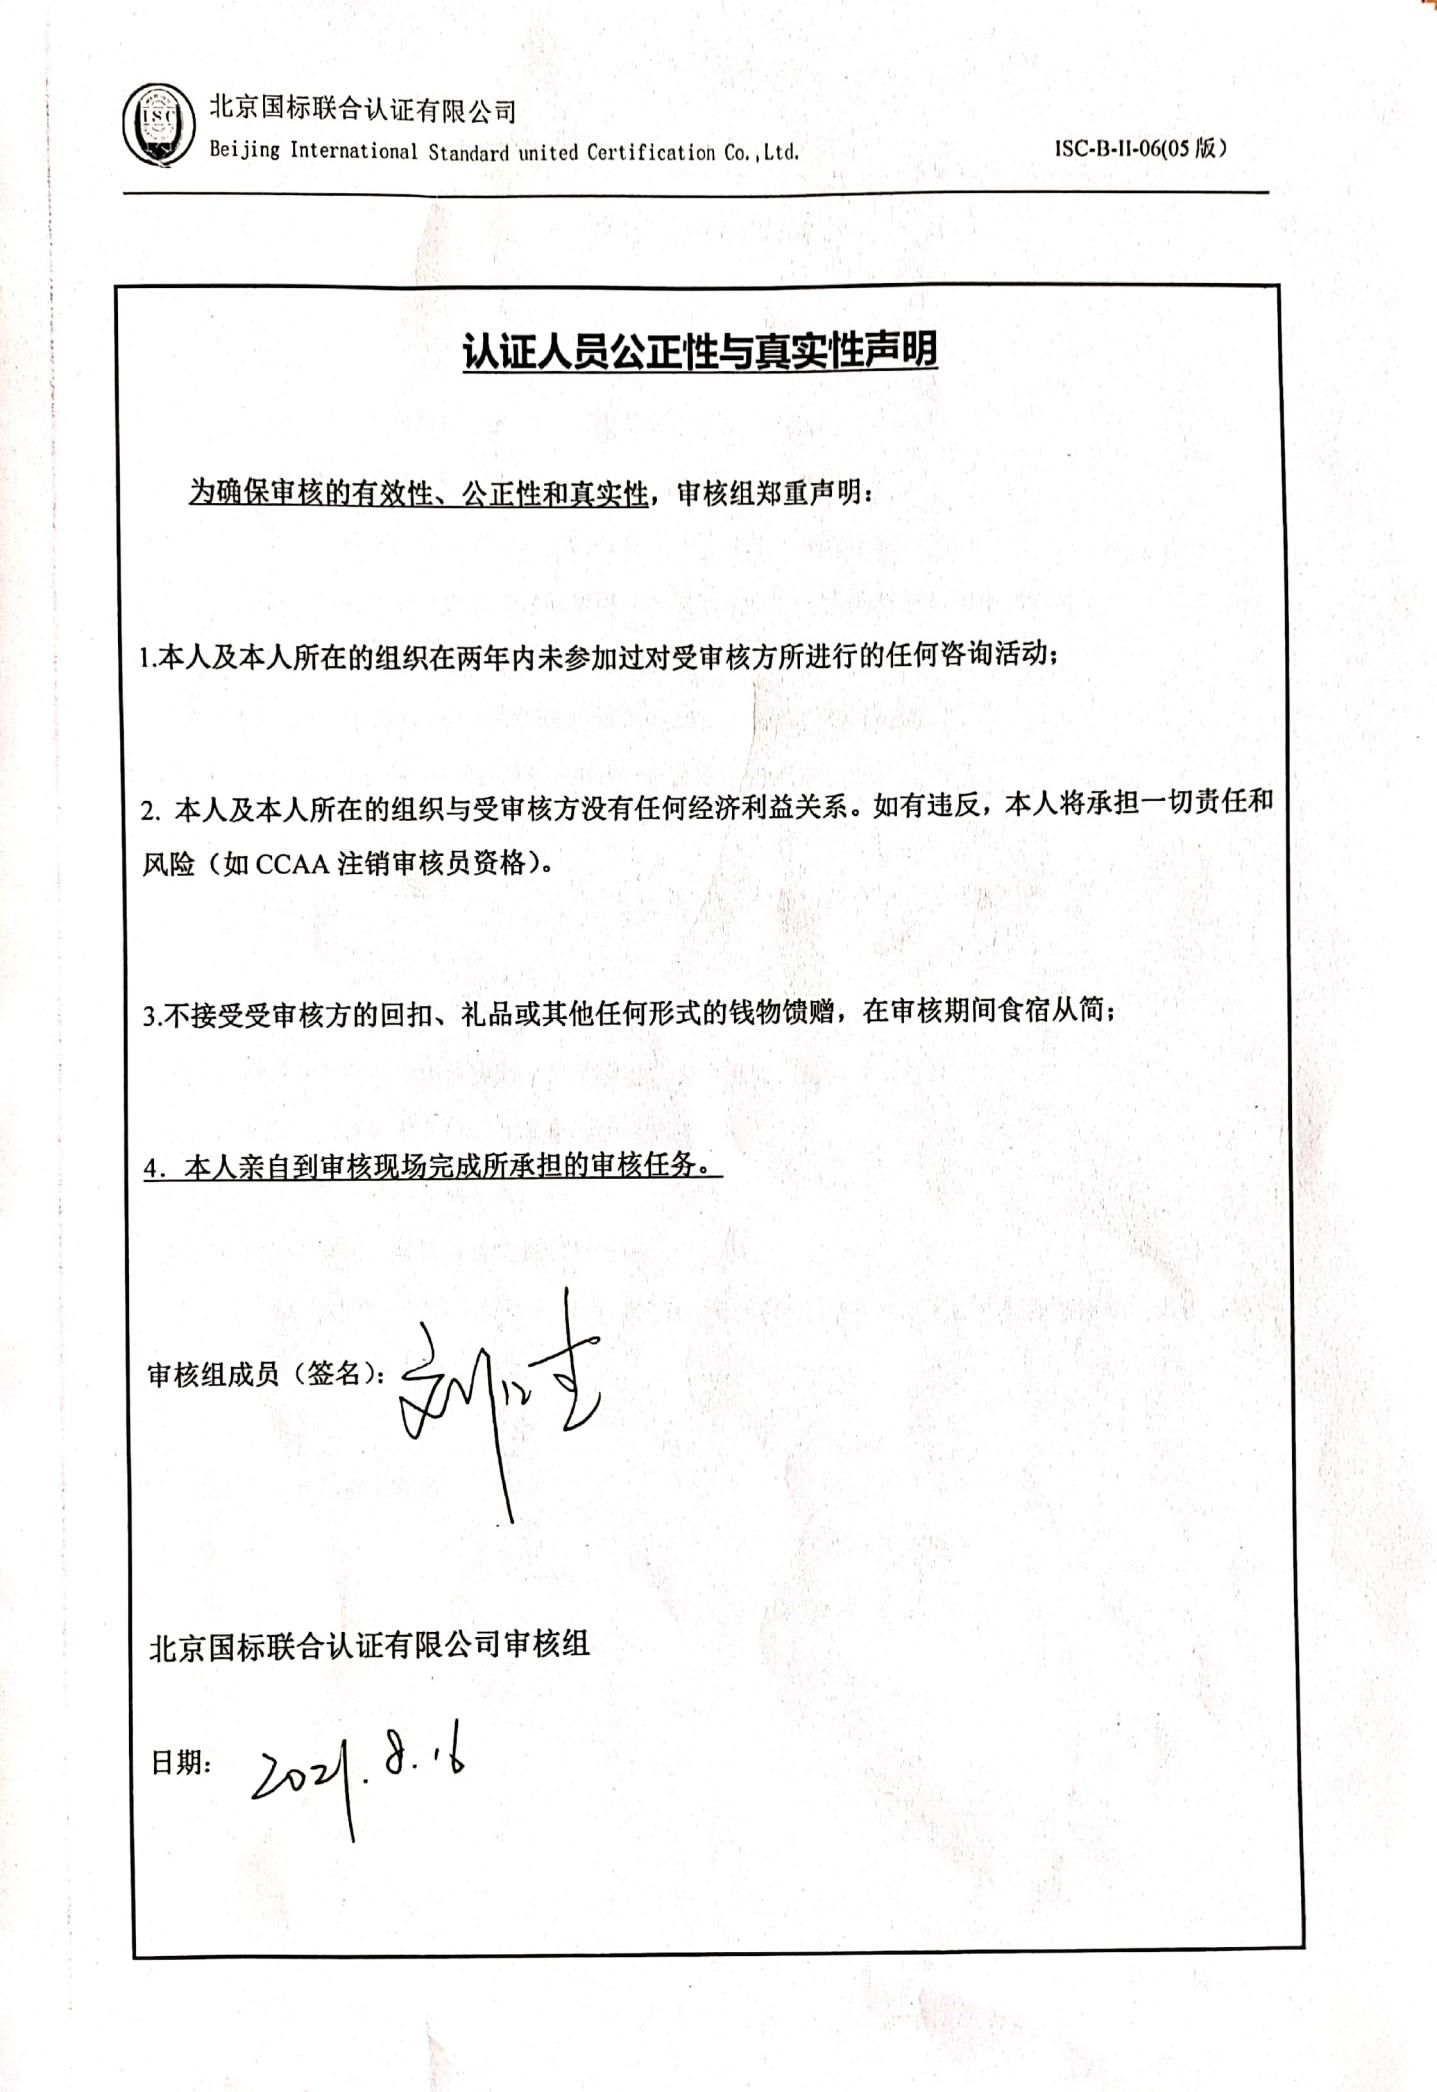 ISC
北京国标联合认证有限公司
Beijing International Standard united Certification Co.,Ltd.
ISC-B-II-06(05 版)
认证人员公正性与真实性声明
为确保审核的有效性、公正性和真实性，审核组郑重声明：
1.本人及本人所在的组织在两年内未参加过对受审核方所进行的任何咨询活动；
2. 本人及本人所在的组织与受审核方没有任何经济利益关系。如有违反，本人将承担一切责任和
风险（如 CCAA 注销审核员资格）。
3.不接受受审核方的回扣、礼品或其他任何形式的钱物馈赠，在审核期间食宿从简；
4. 本人亲自到审核现场完成所承担的审核任务。
审核组成员（签名）：刘
北京国标联合认证有限公司审核组
日期： 2021.8.16